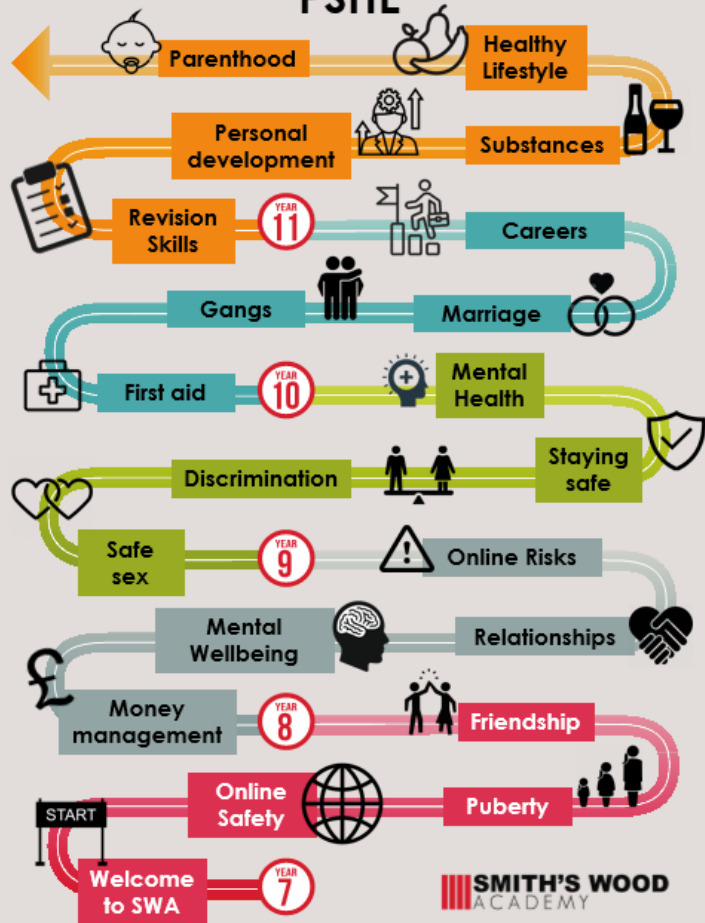 PSHE
Parenthood
Healthy
Lifestyle
Personal
development
Substances
Revision
Skills
YEAR
11
Careers
Gangs
Marriage
First aid
YEAR
10
Mental
Health
Discrimination
Staying
safe
Safe
sex
YEAR
9
Online Risks
Mental
Wellbeing
Relationships
£
Money
management
YEAR
8
Friendship
Online
Safety
Puberty
START
Welcome
to SWA
YEAR
7
SMITH'S WOOD
ACADEMY